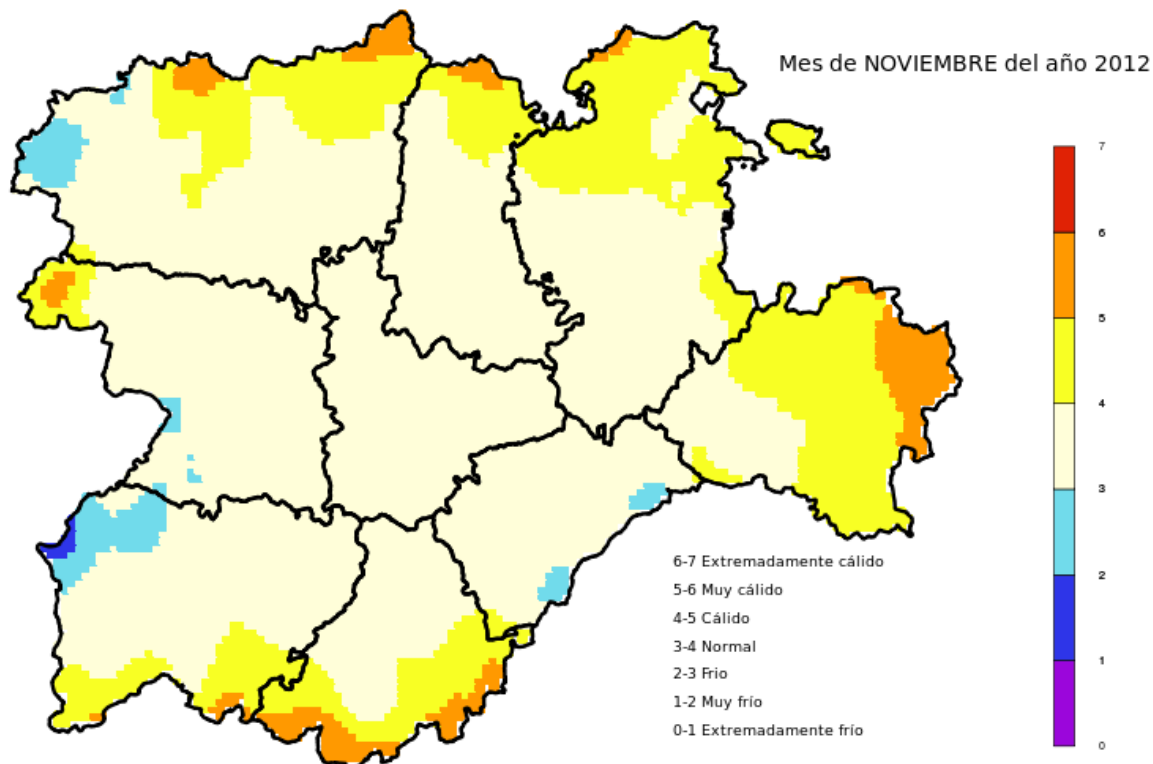 Mes de NOVIEMBRE del año 2012
7
6
5
4
3
2
1
0
6-7 Extremadamente cálido
5-6 Muy cálido
4-5 Cálido
3-4 Normal
2-3 Frio
1-2 Muy frío
0-1 Extremadamente frío